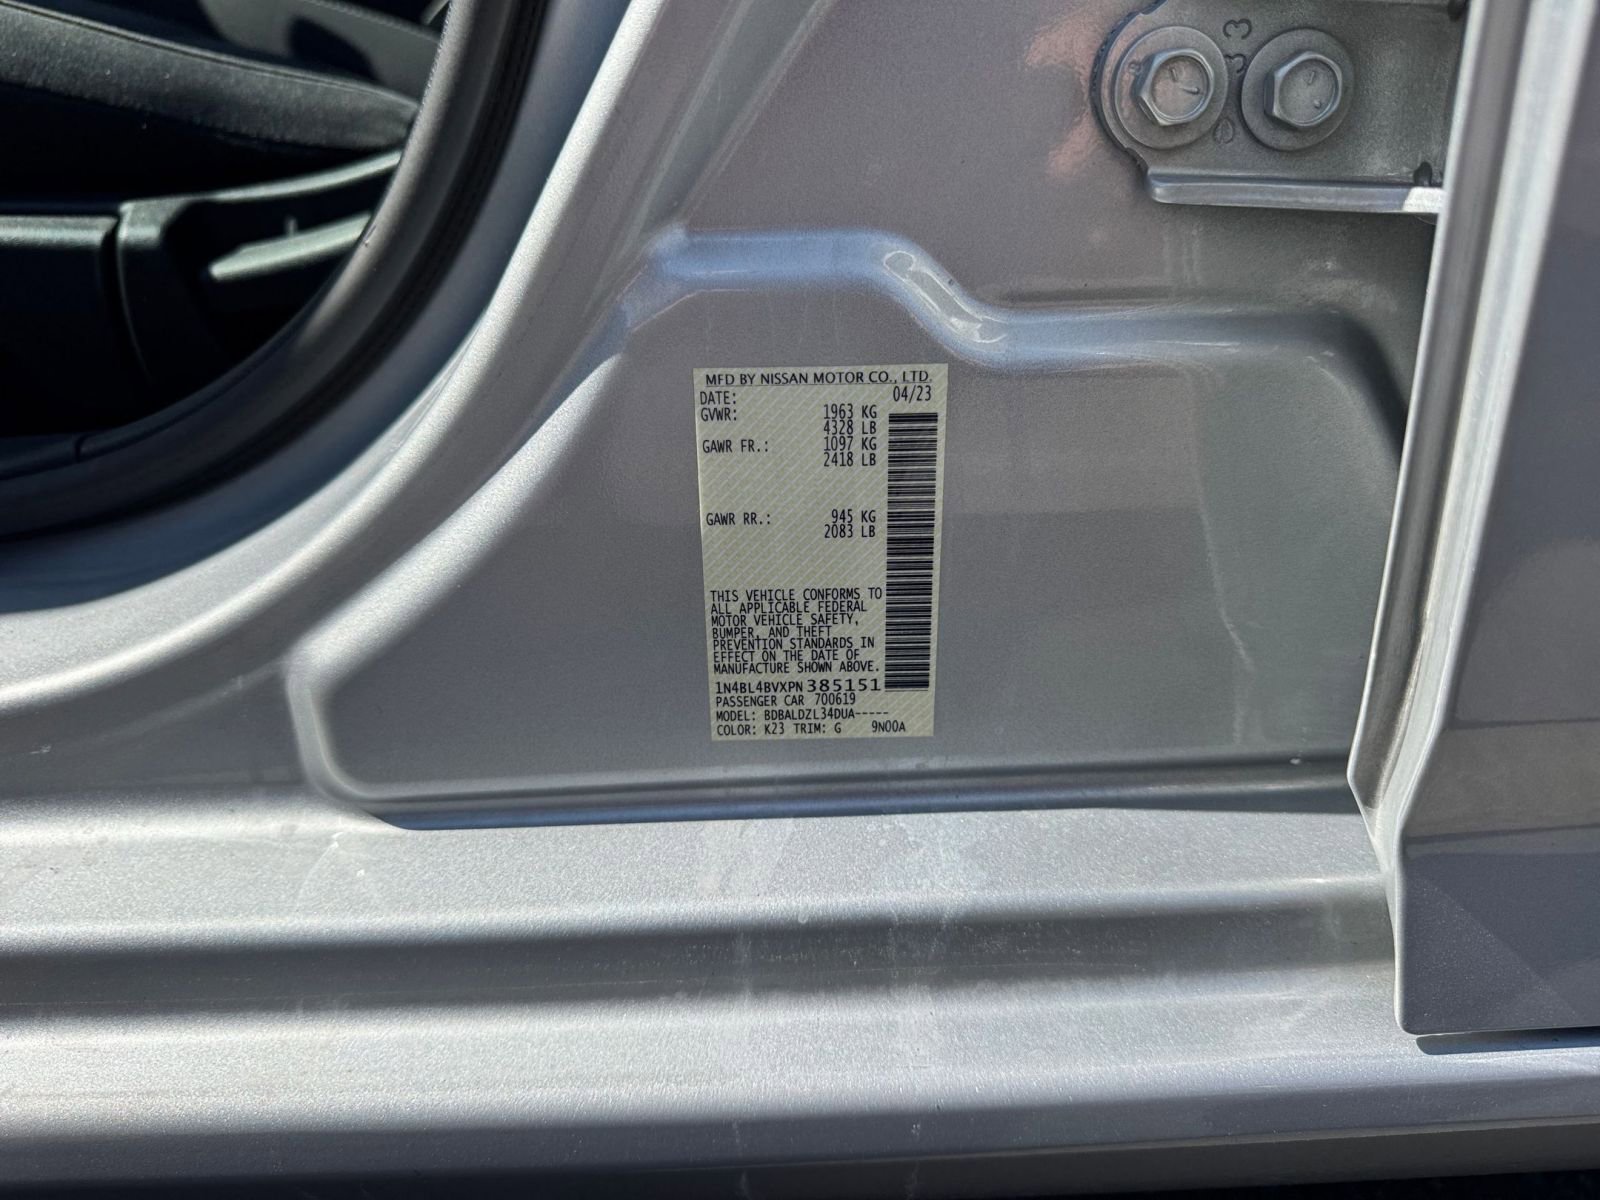 33
MFD BY NISSAN MOTOR CO., LTD.
DATE: 04/23
GVWR: 1963 KG
4328 LB
GAWR FR.: 1097 KG
2418 LB
GAWR RR.: 945 KG
2083 LB
THIS VEHICLE CONFORMS TO
ALL APPLICABLE FEDERAL
MOTOR VEHICLE SAFETY,
BUMPER, AND THEFT
PREVENTION STANDARDS IN
EFFECT ON THE DATE OF
MANUFACTURE SHOWN ABOVE.
1N4BL4BVXPN385151
PASSENGER CAR 700619
MODEL: BDBALDZL34DUA-----
COLOR: K23 TRIM: G 9N00A